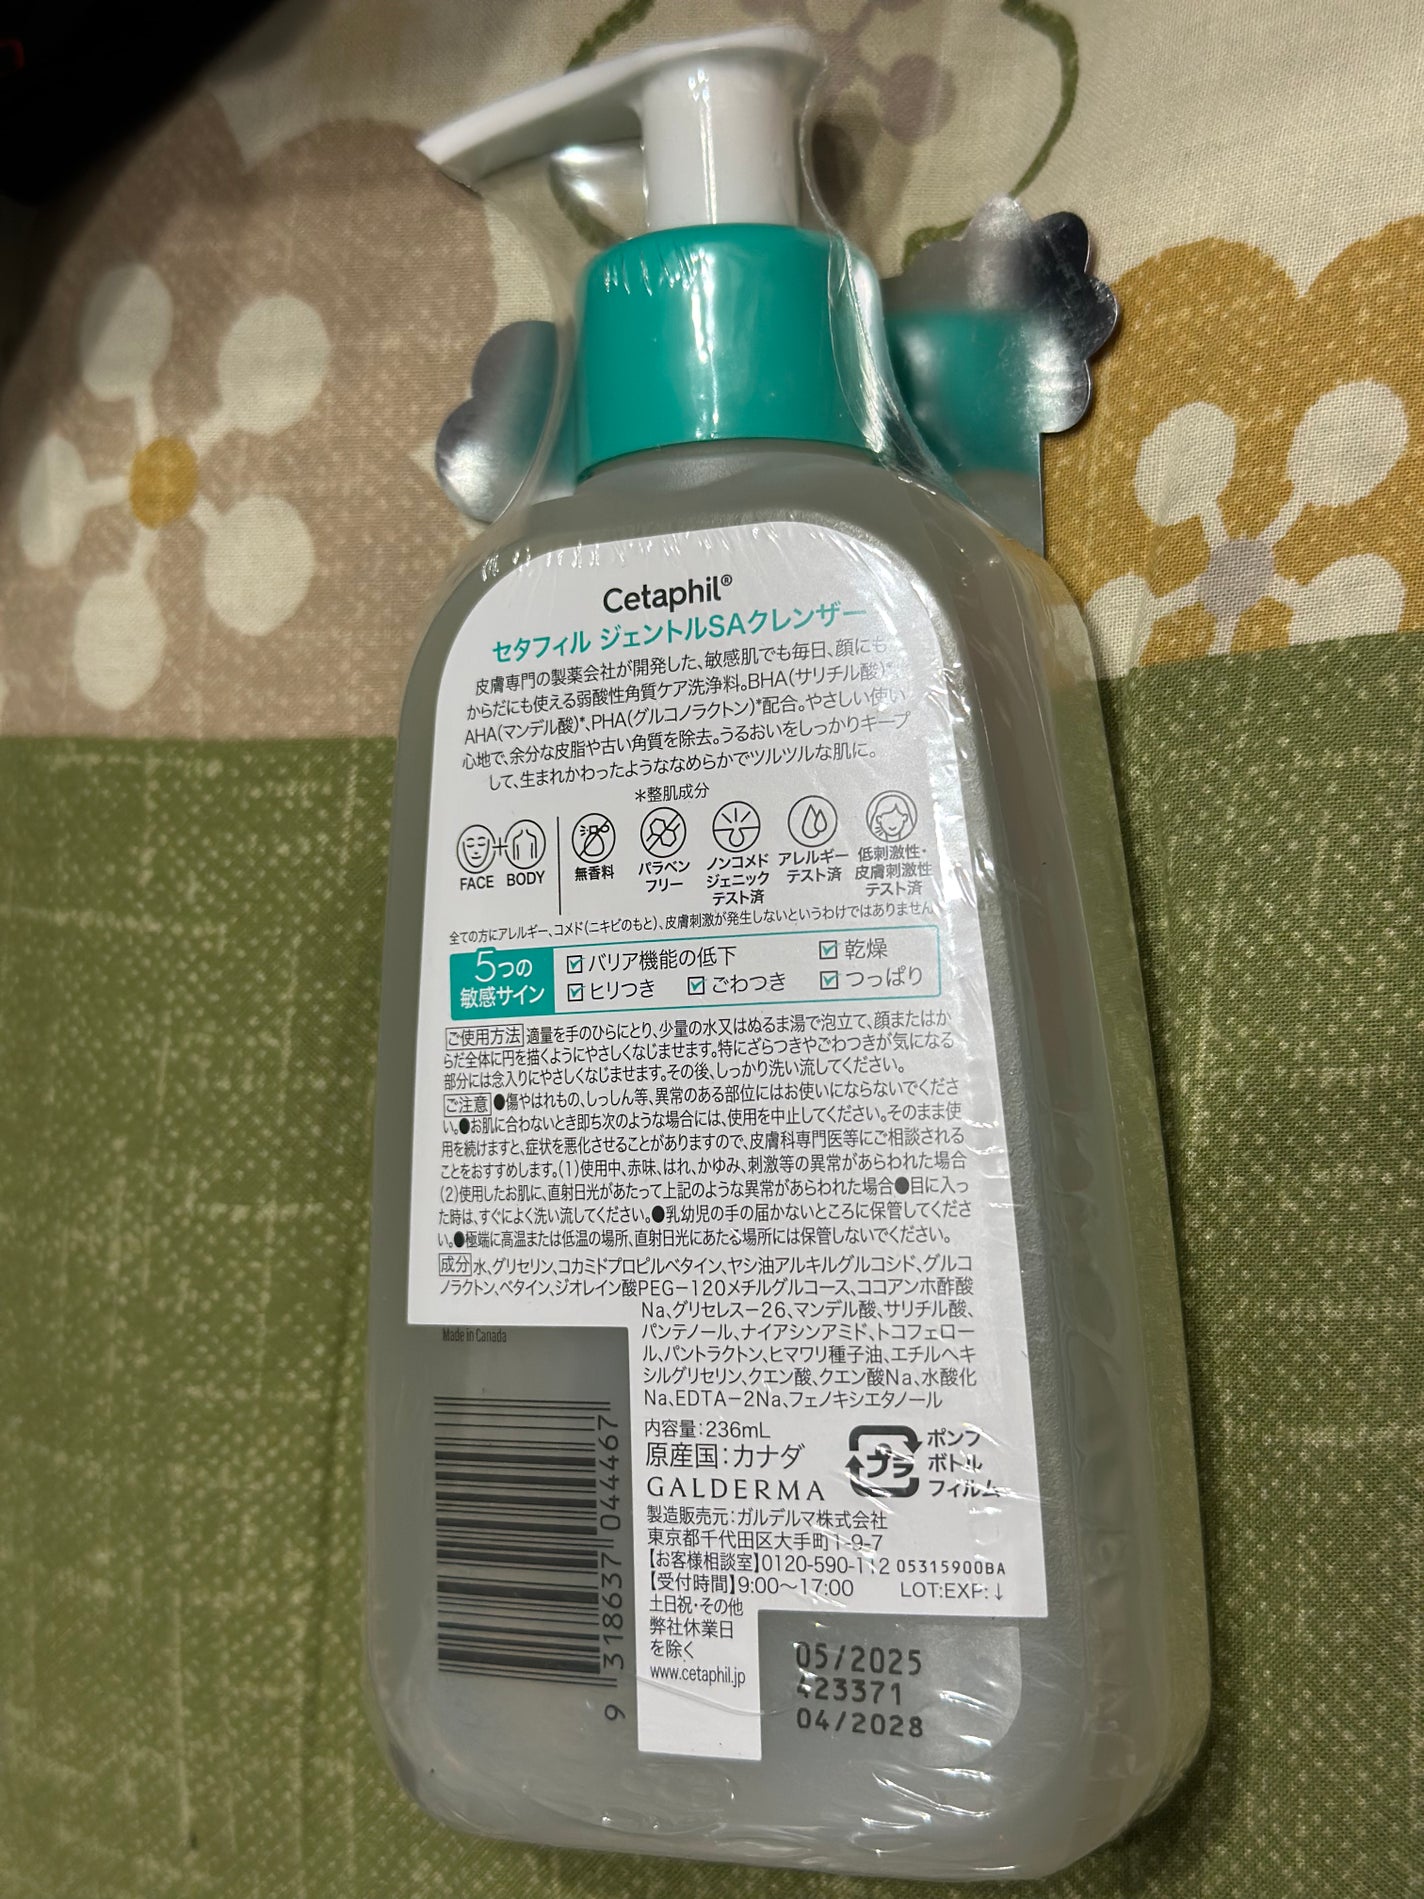 Cetaphil®
セタフィル ジェントルSAクレンザー
皮膚専門の製薬会社が開発した、敏感肌でも毎日、顔にも
からだにも使える弱酸性角質ケア洗浄料。BHA(サリチル酸)*、
AHA(マンデル酸)*、PHA(グルコノラクトン)*配合。やさしい使い
心地で、余分な皮脂や古い角質を除去。うるおいをしっかりキープ
して、生まれかわったようななめらかでツルツルな肌に。
*整肌成分
FACE + BODY
無香料
パラベン
フリー
ノンコメド
ジェニック
テスト済
アレルギー
テスト済
低刺激性・
皮膚刺激性
テスト済
全ての方にアレルギー、コメド(ニキビのもと)、皮膚刺激が発生しないというわけではありません
5つの
敏感サイン
☑バリア機能の低下 ☑乾燥
☑ヒリつき ☑ごわつき ☑つっぱり
ご使用方法 適量を手のひらにとり、少量の水又はぬるま湯で泡立て、顔またはか
らだ全体に円を描くようにやさしくなじませます。特にざらつきやごわつきが気になる
部分には念入りにやさしくなじませます。その後、しっかり洗い流してください。
ご注意 ●傷やはれもの、しっしん等、異常のある部位にはお使いにならないでくださ
い。●お肌に合わないとき即ち次のような場合には、使用を中止してください。そのまま使
用を続けますと、症状を悪化させることがありますので、皮膚科専門医等にご相談される
ことをおすすめします。(1)使用中、赤味、はれ、かゆみ、刺激等の異常があらわれた場合
(2)使用したお肌に、直射日光があたって上記のような異常があらわれた場合●目に入っ
た時は、すぐによく洗い流してください。●乳幼児の手の届かないところに保管してくださ
い。●極端に高温または低温の場所、直射日光にあたる場所には保管しないでください。
成分 水、グリセリン、コカミドプロピルベタイン、ヤシ油アルキルグルコシド、グルコ
ノラクトン、ベタイン、ジオレイン酸PEG-120メチルグルコース、ココアンホ酢酸
Na、グリセレス-26、マンデル酸、サリチル酸、
パンテノール、ナイアシンアミド、トコフェロー
ル、パントラクトン、ヒマワリ種子油、エチルヘキ
シルグリセリン、クエン酸、クエン酸Na、水酸化
Na、EDTA-2Na、フェノキシエタノール
Made in Canada
9 318637 044467
内容量:236mL
原産国:カナダ
GALDERMA
プラ
ポンプ
ボトル
フィルム
製造販売元:ガルデルマ株式会社
東京都千代田区大手町1-9-7
【お客様相談室】0120-590-112 05315900BA
【受付時間】9:00〜17:00 LOT:EXP:↓
土日祝・その他
弊社休業日
を除く
www.cetaphil.jp
05/2025
423371
04/2028